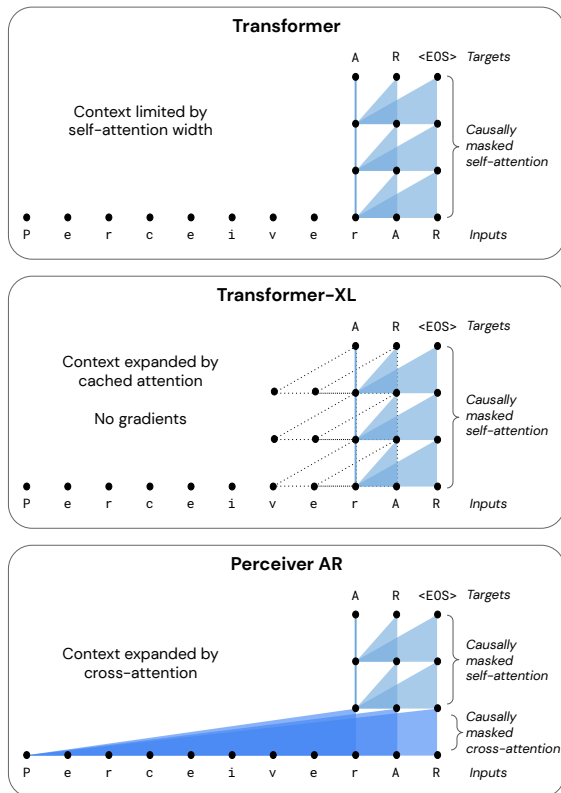 Transformer
A R <EOS> Targets
Context limited by
self-attention width
Causally
masked
self-attention
P e r c e i v e r A R Inputs
Transformer-XL
A R <EOS> Targets
Context expanded by
cached attention
No gradients
Causally
masked
self-attention
P e r c e i v e r A R Inputs
Perceiver AR
A R <EOS> Targets
Context expanded by
cross-attention
Causally
masked
self-attention
Causally
masked
cross-attention
P e r c e i v e r A R Inputs